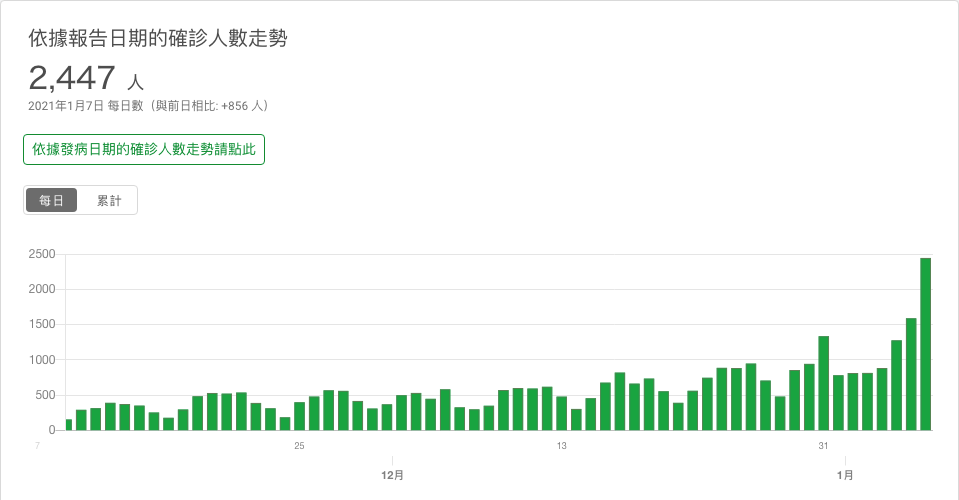 依據報告日期的確診人數走勢
2,447 人
2021年1月7日 每日數（與前日相比: +856 人）
依據發病日期的確診人數走勢請點此
每日 累計
2500
2000
1500
1000
500
0
7 25 13 31
12月 1月